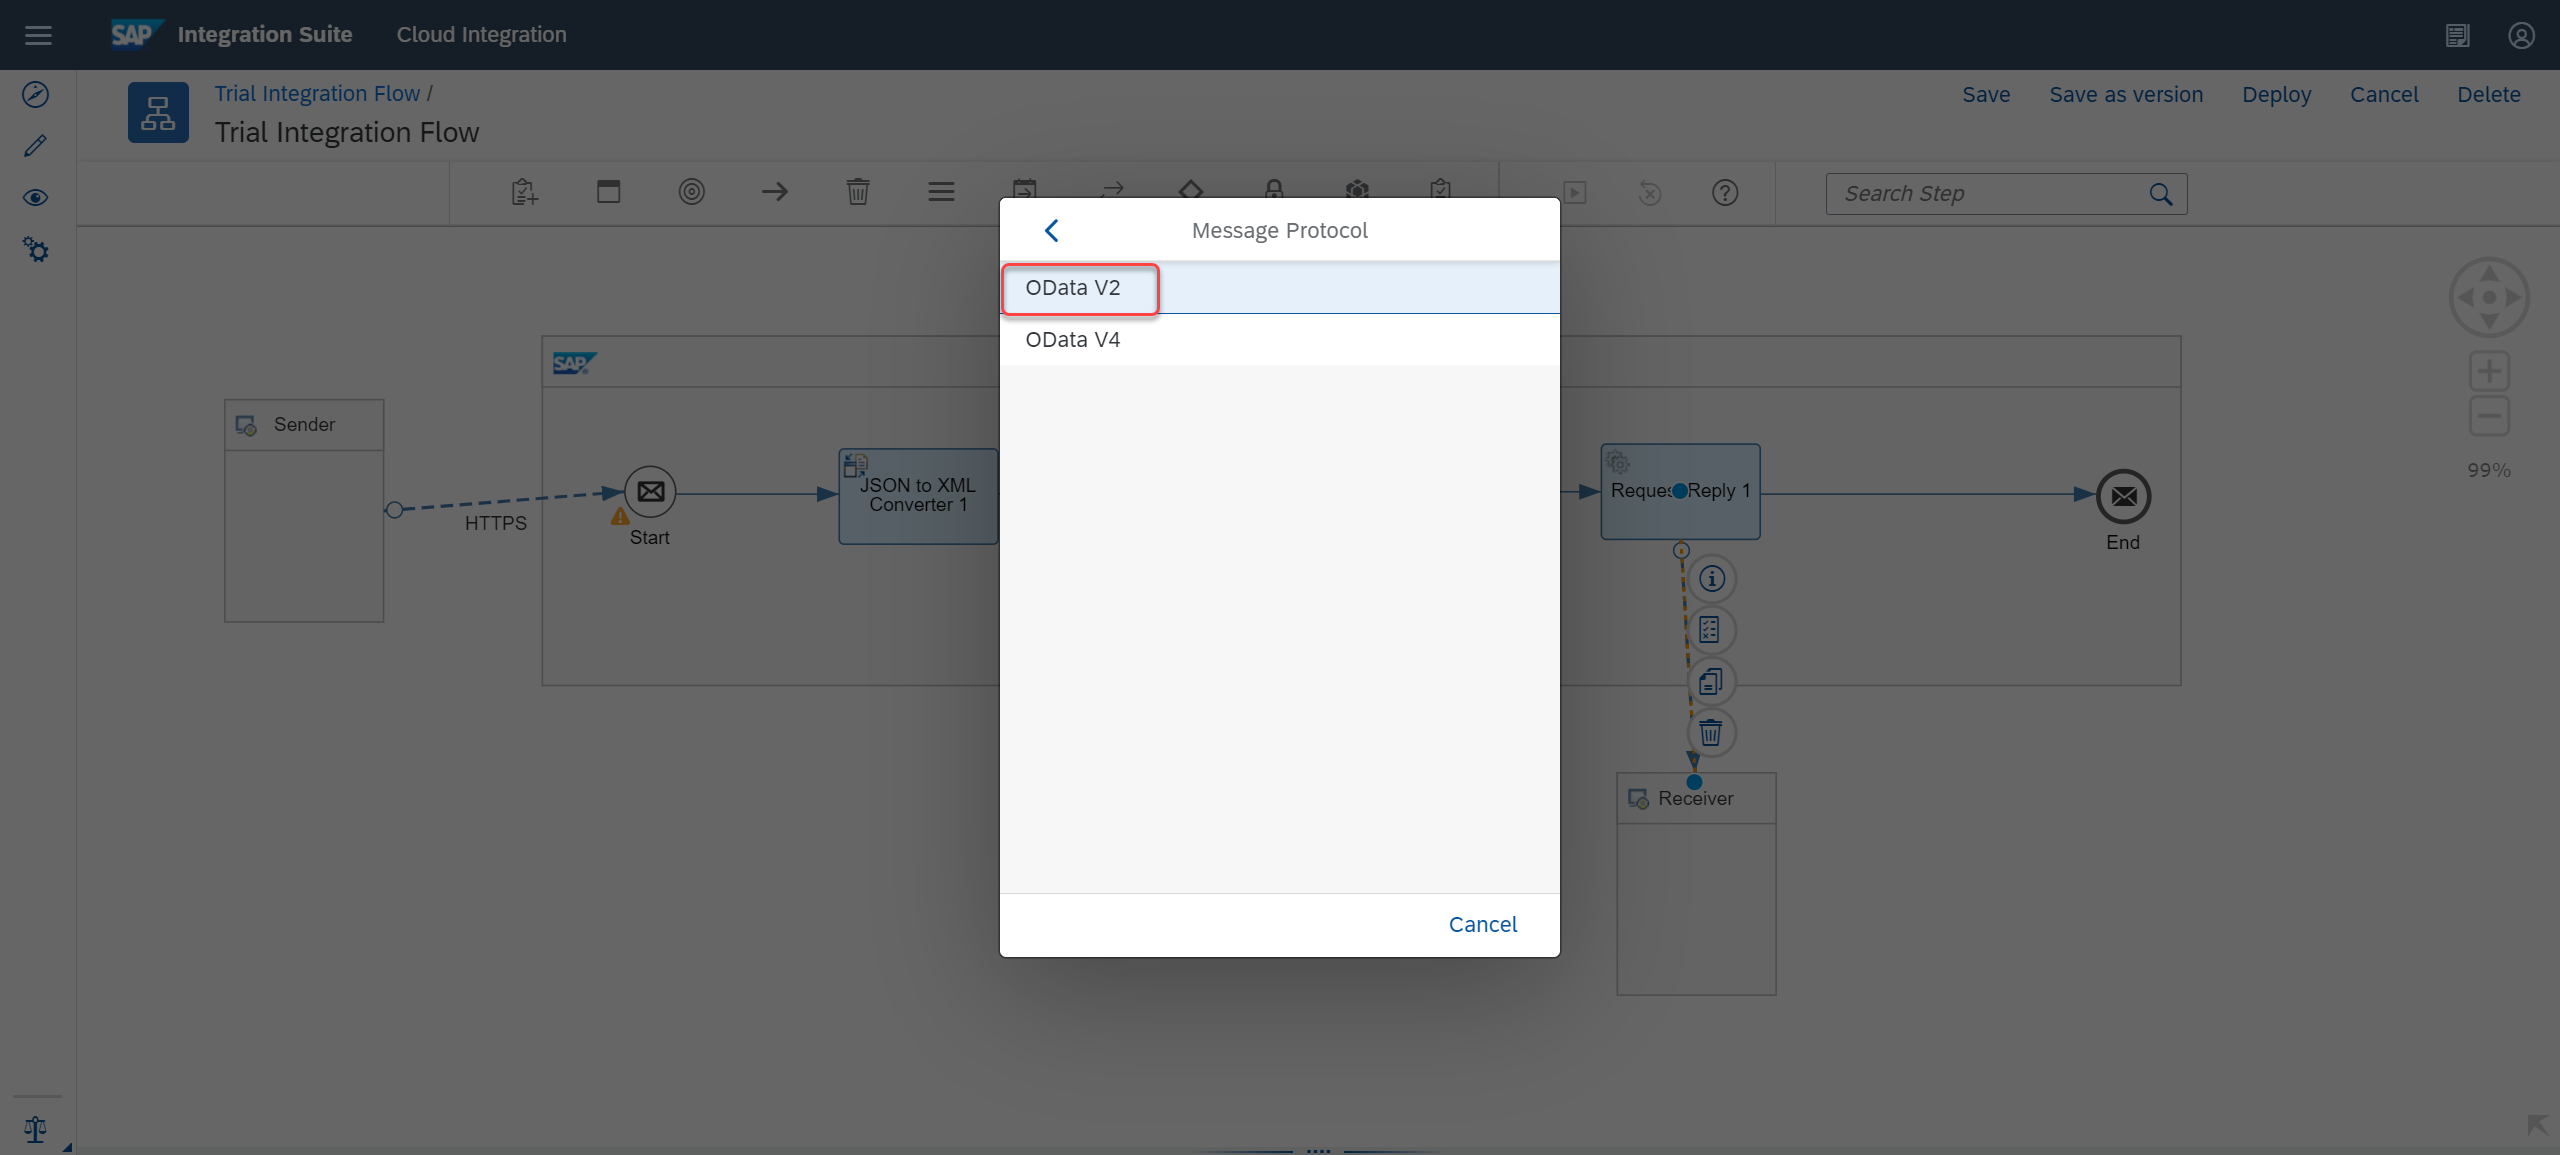 SAP Integration Suite Cloud Integration
Trial Integration Flow /
Trial Integration Flow
Save Save as version Deploy Cancel Delete
Search Step
Message Protocol
OData V2
OData V4
Cancel
SAP
Sender
HTTPS
Start
JSON to XML
Converter 1
Reques Reply 1
End
Receiver
99%